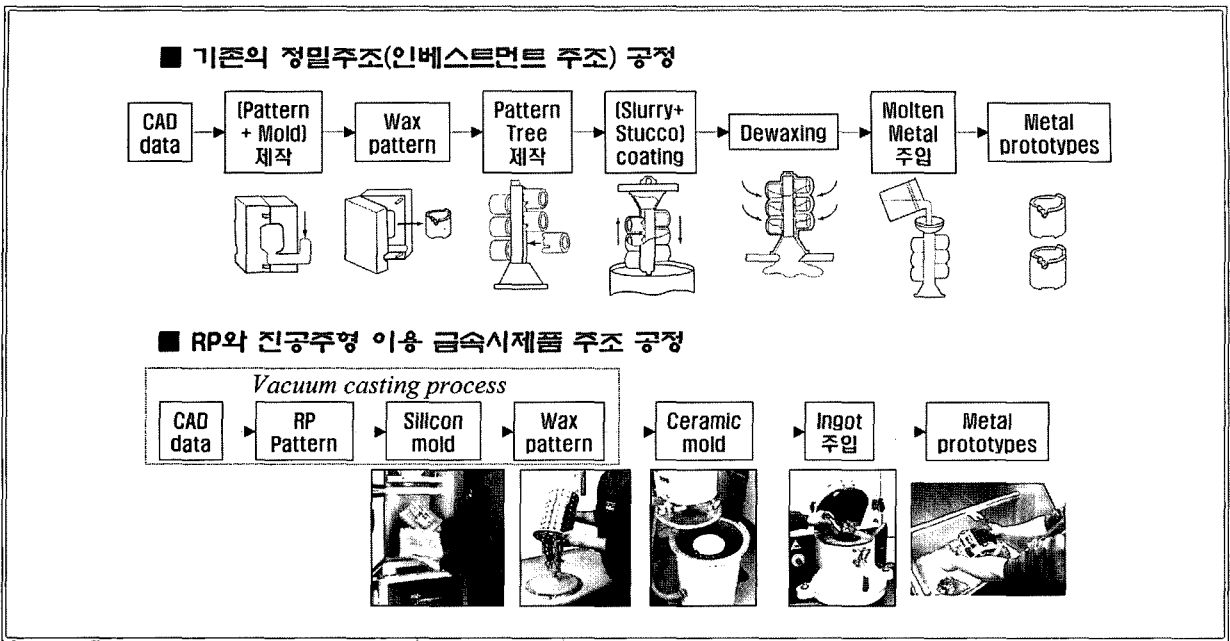 ■ 기존의 정밀주조(인베스트먼트 주조) 공정
CAD
data
(Pattern
+ Mold)
제작
Wax
pattern
Pattern
Tree
제작
(Slurry+
Stucco)
coating
Dewaxing
Molten
Metal
주입
Metal
prototypes
■ RP와 진공주형 이용 금속시제품 주조 공정
Vacuum casting process
CAD
data
RP
Pattern
Silicon
mold
Wax
pattern
Ceramic
mold
Ingot
주입
Metal
prototypes